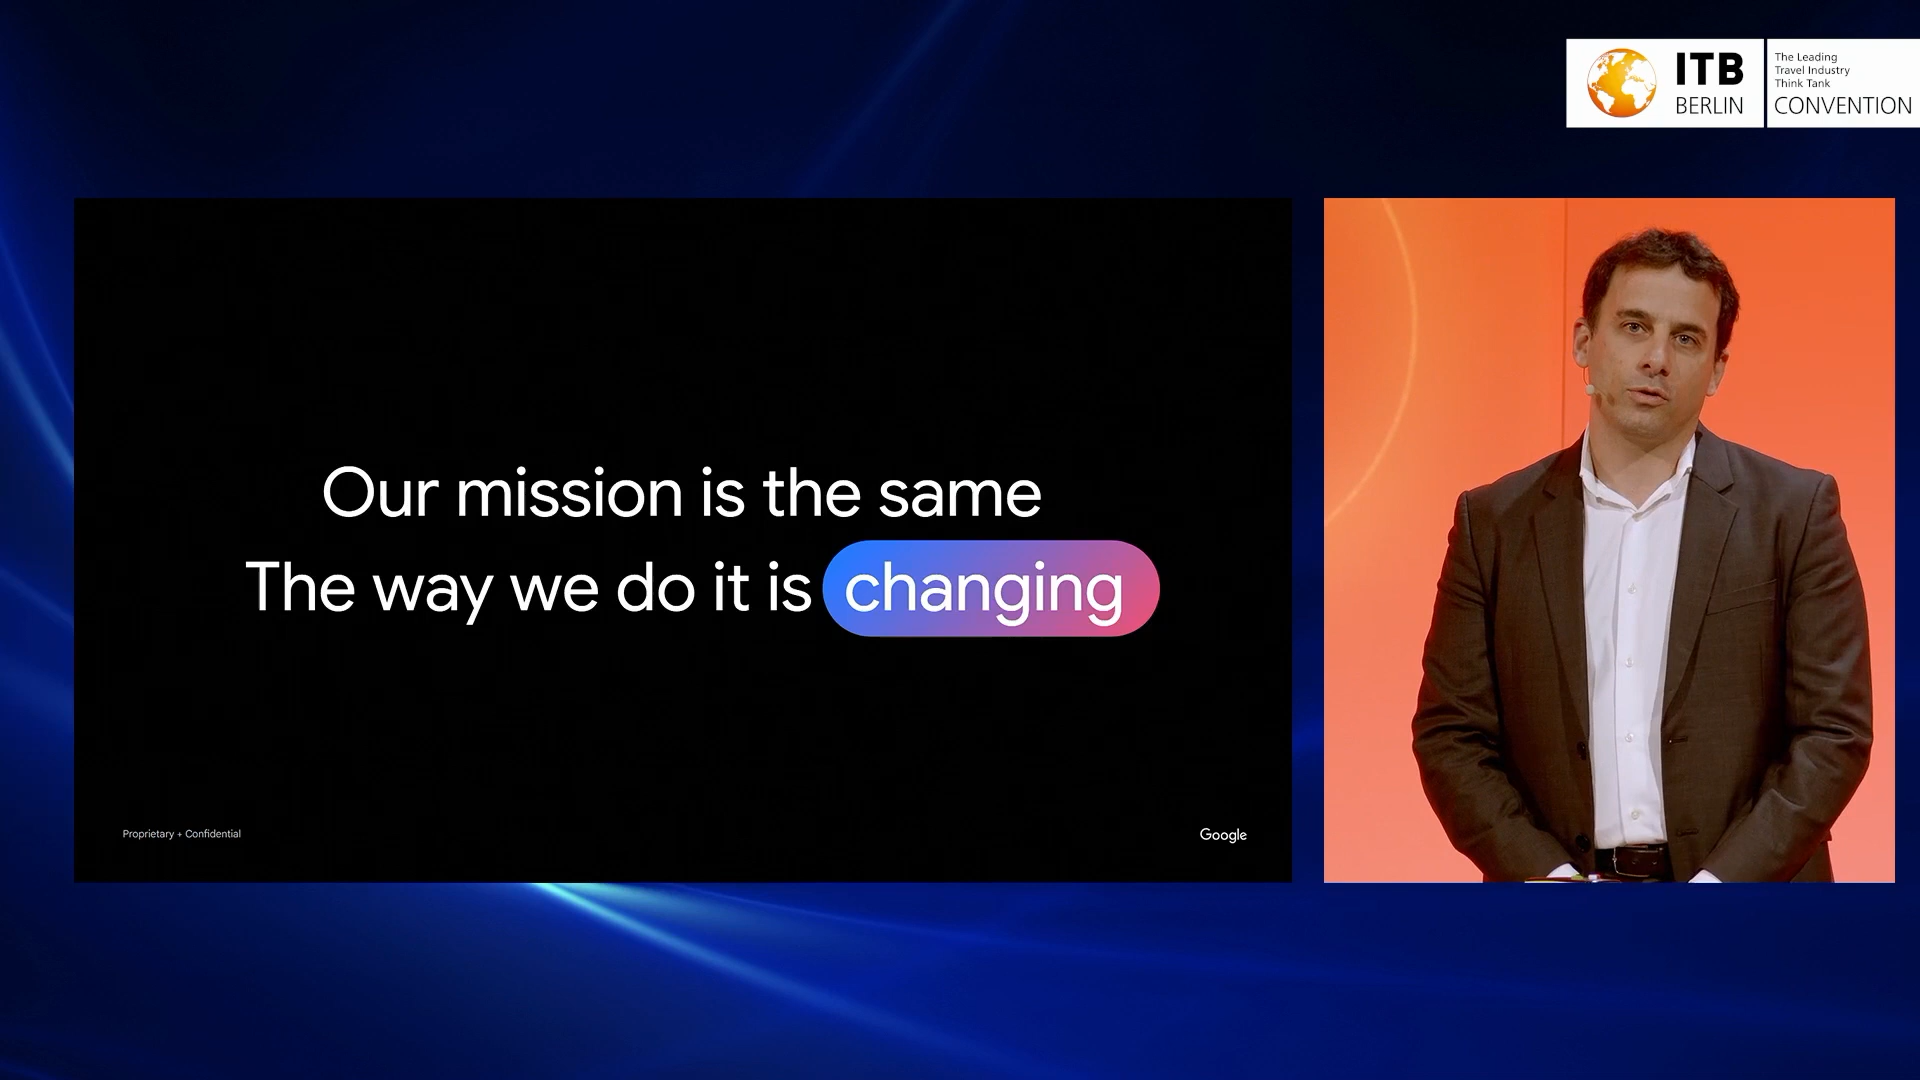 ITB
BERLIN
The Leading
Travel Industry
Think Tank
CONVENTION
Our mission is the same
The way we do it is changing
Proprietary + Confidential
Google